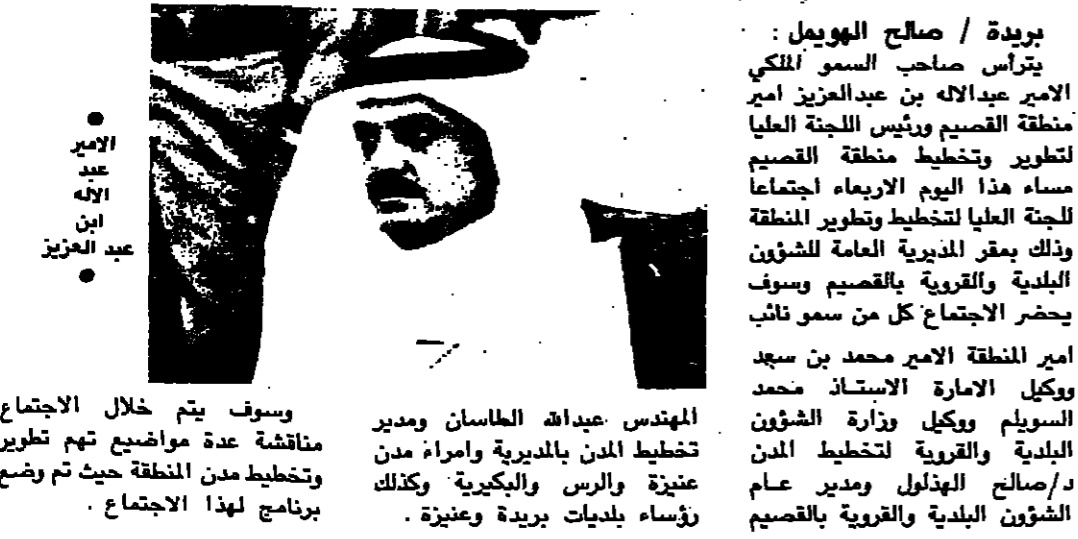 بريدة / صالح الهويمل :
يترأس صاحب السمو الملكي
الامير عبدالاله بن عبدالعزيز امير
منطقة القصيم ورئيس اللجنة العليا
لتطوير وتخطيط منطقة القصيم
مساء هذا اليوم الاربعاء اجتماعا
للجنة العليا لتخطيط وتطوير المنطقة
وذلك بمقر المديرية العامة للشؤون
البلدية والقروية بالقصيم وسوف
يحضر الاجتماع كل من سمو نائب
امير المنطقة الامير محمد بن سعد
ووكيل الامارة الاستاذ محمد
السويلم ووكيل وزارة الشؤون
البلدية والقروية لتخطيط المدن
د/صالح الهذلول ومدير عام
الشؤون البلدية والقروية بالقصيم
المهندس عبدالله الطاسان ومدير
تخطيط المدن بالمديرية وامراء مدن
عنيزة والرس والبكيرية وكذلك
رؤساء بلديات بريدة وعنيزة .
وسوف يتم خلال الاجتماع
مناقشة عدة مواضيع تهم تطوير
وتخطيط مدن المنطقة حيث تم وضع
برنامج لهذا الاجتماع .
الامير
عبد
الاله
ابن
عبد العزيز